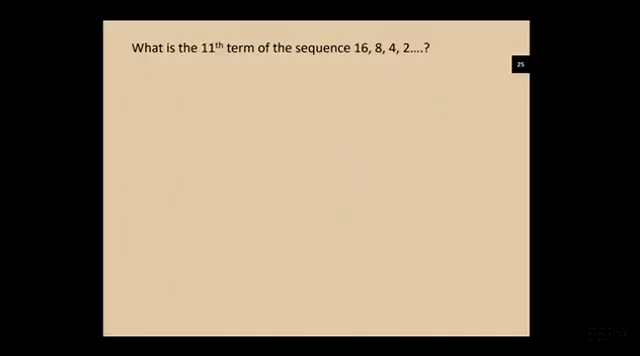 What is the 11th term of the sequence 16, 8, 4, 2....?
25